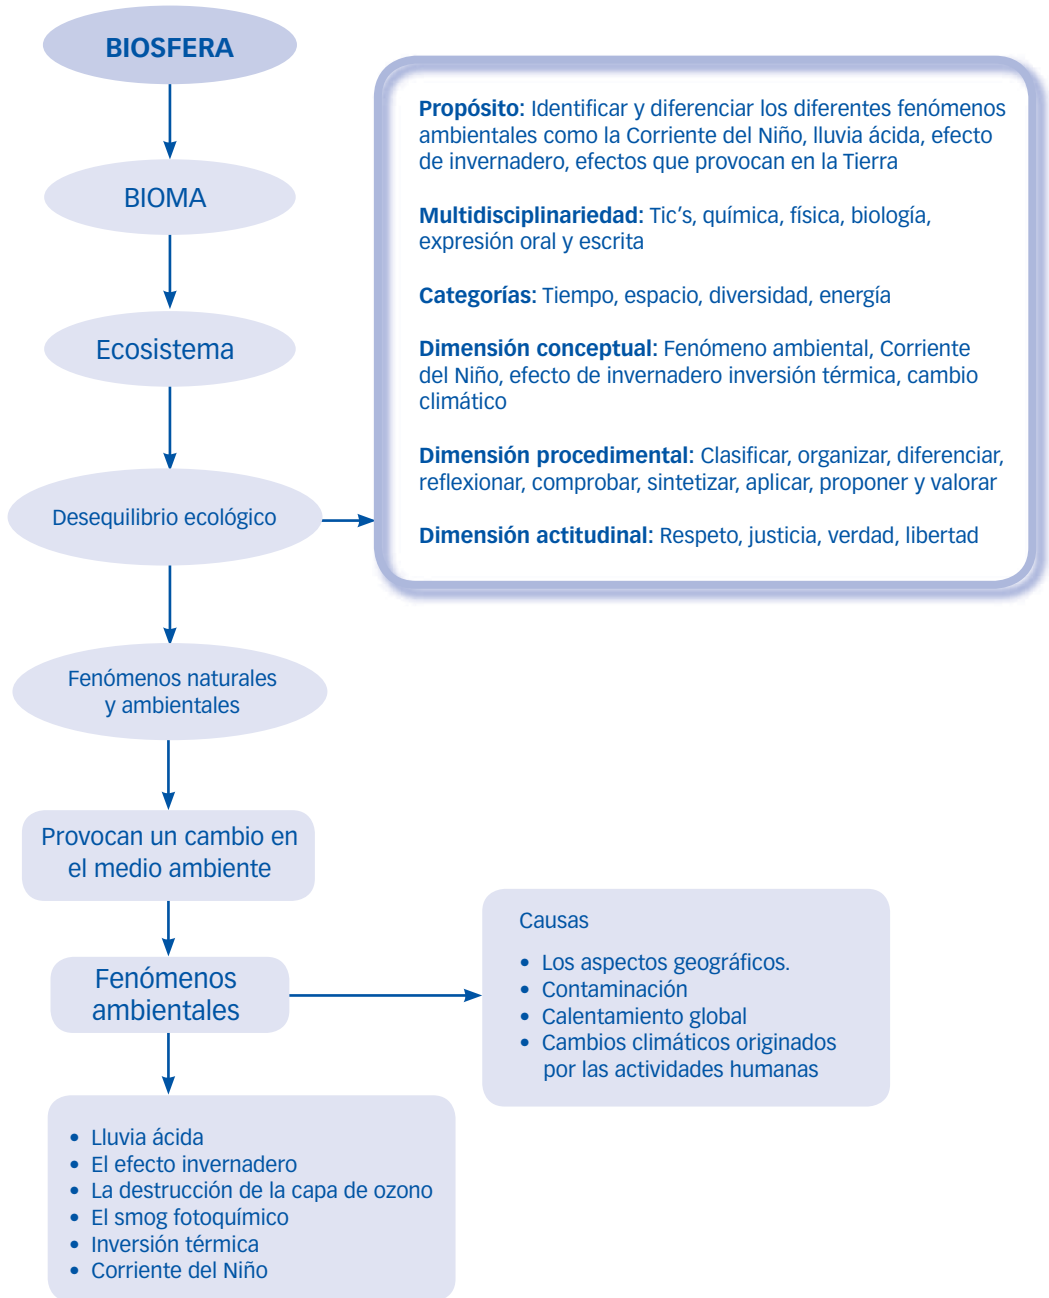 BIOSFERA
BIOMA
Ecosistema
Desequilibrio ecológico
Propósito: Identificar y diferenciar los diferentes fenómenos
ambientales como la Corriente del Niño, lluvia ácida, efecto
de invernadero, efectos que provocan en la Tierra
Multidisciplinariedad: Tic's, química, física, biología,
expresión oral y escrita
Categorías: Tiempo, espacio, diversidad, energía
Dimensión conceptual: Fenómeno ambiental, Corriente
del Niño, efecto de invernadero inversión térmica, cambio
climático
Dimensión procedimental: Clasificar, organizar, diferenciar,
reflexionar, comprobar, sintetizar, aplicar, proponer y valorar
Dimensión actitudinal: Respeto, justicia, verdad, libertad
Fenómenos naturales
y ambientales
Provocan un cambio en
el medio ambiente
Fenómenos
ambientales
Causas
• Los aspectos geográficos.
• Contaminación
• Calentamiento global
• Cambios climáticos originados
por las actividades humanas
• Lluvia ácida
• El efecto invernadero
• La destrucción de la capa de ozono
• El smog fotoquímico
• Inversión térmica
• Corriente del Niño